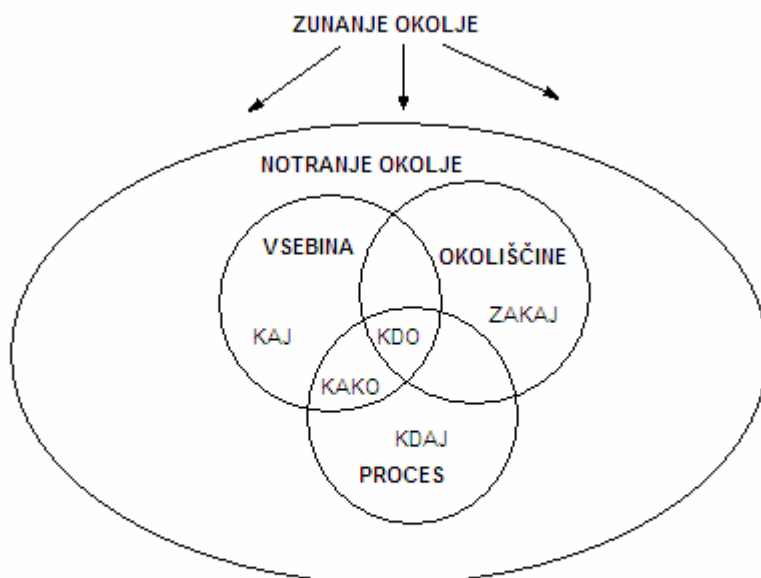 ZUNANJE OKOLJE
NOTRANJE OKOLJE
VSEBINA
OKOLIŠČINE
ZAKAJ
KAJ
KDO
KAKO
KDAJ
PROCES